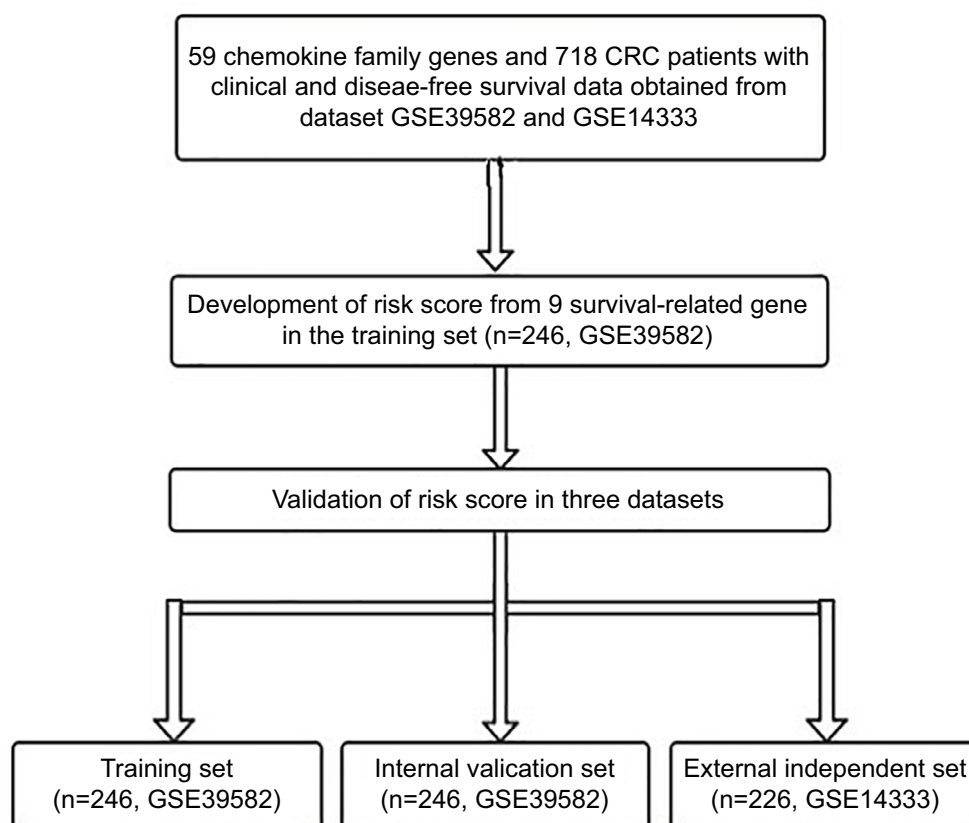 59 chemokine family genes and 718 CRC patients with
clinical and diseae-free survival data obtained from
dataset GSE39582 and GSE14333
Development of risk score from 9 survival-related gene
in the training set (n=246, GSE39582)
Validation of risk score in three datasets
Training set
(n=246, GSE39582)
Internal valication set
(n=246, GSE39582)
External independent set
(n=226, GSE14333)